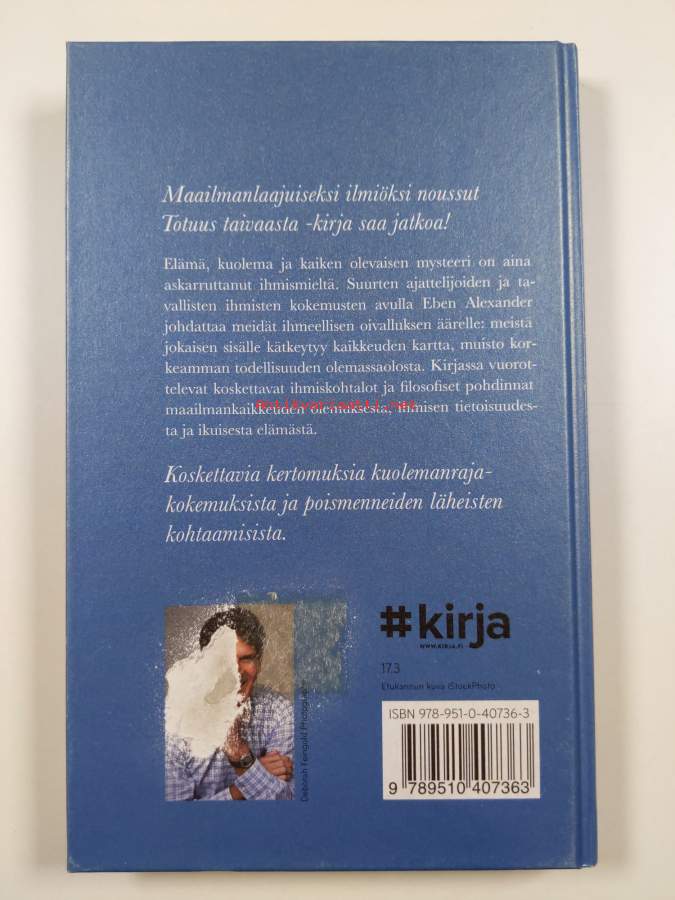 Maailmanlaajuiseksi ilmiöksi noussut
Totuus taivaasta -kirja saa jatkoa!
Elämä, kuolema ja kaiken olevaisen mysteeri on aina
askarruttanut ihmismieltä. Suurten ajattelijoiden ja ta-
vallisten ihmisten kokemusten avulla Eben Alexander
johdattaa meidät ihmeellisen oivalluksen äärelle: meistä
jokaisen sisälle kätkeytyy kaikkeuden kartta, muisto kor-
keamman todellisuuden olemassaolosta. Kirjassa vuorot-
televat koskettavat ihmiskohtalot ja filosofiset pohdinnat
maailmankaikkeuden olemuksesta, ihmisen tietoisuudes-
ta ja ikuisesta elämästä.
Koskettavia kertomuksia kuolemanraja-
kokemuksista ja poismenneiden läheisten
kohtaamisista.
#kirja
WWW.KIRJA.FI
17.3
Etukannen kuva iStockPhoto
Deborah Feingold Photography
ISBN 978-951-0-40736-3
9 789510 407363